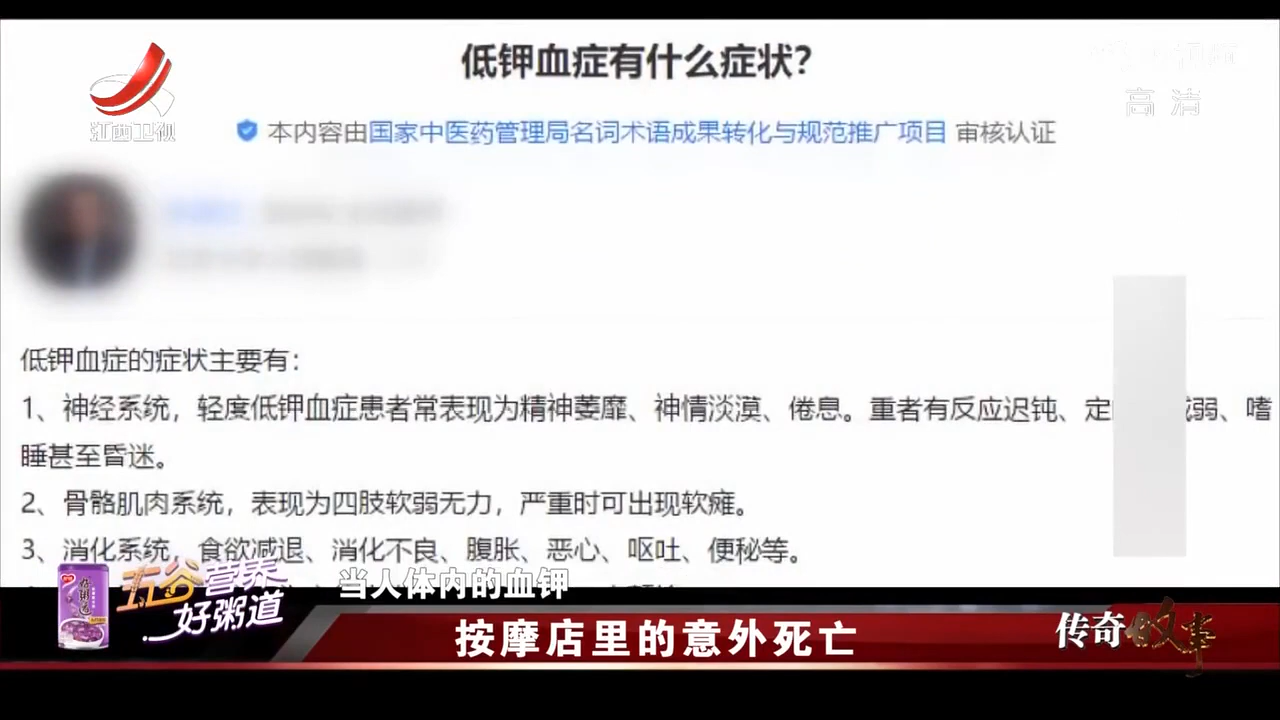 低钾血症有什么症状?
江西卫视
高清
本内容由国家中医药管理局名词术语成果转化与规范推广项目 审核认证
低钾血症的症状主要有:
1、神经系统，轻度低钾血症患者常表现为精神萎靡、神情淡漠、倦怠。重者有反应迟钝、定 减弱、嗜
睡甚至昏迷。
2、骨骼肌肉系统，表现为四肢软弱无力，严重时可出现软瘫。
3、消化系统，食欲减退、消化不良、腹胀、恶心、呕吐、便秘等。
五谷营养
好粥道
当人体内的血钾
按摩店里的意外死亡
传奇故事